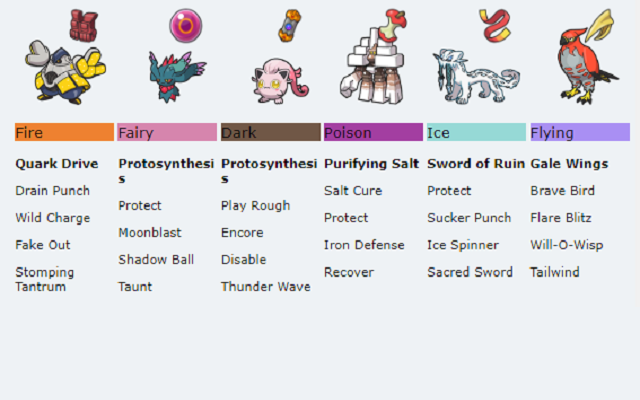 Fire
Quark Drive
Drain Punch
Wild Charge
Fake Out
Stomping
Tantrum
Fairy
Protosynthesi
s
Protect
Moonblast
Shadow Ball
Taunt
Dark
Protosynthesi
s
Play Rough
Encore
Disable
Thunder Wave
Poison
Purifying Salt
Salt Cure
Protect
Iron Defense
Recover
Ice
Sword of Ruin
Protect
Sucker Punch
Ice Spinner
Sacred Sword
Flying
Gale Wings
Brave Bird
Flare Blitz
Will-O-Wisp
Tailwind